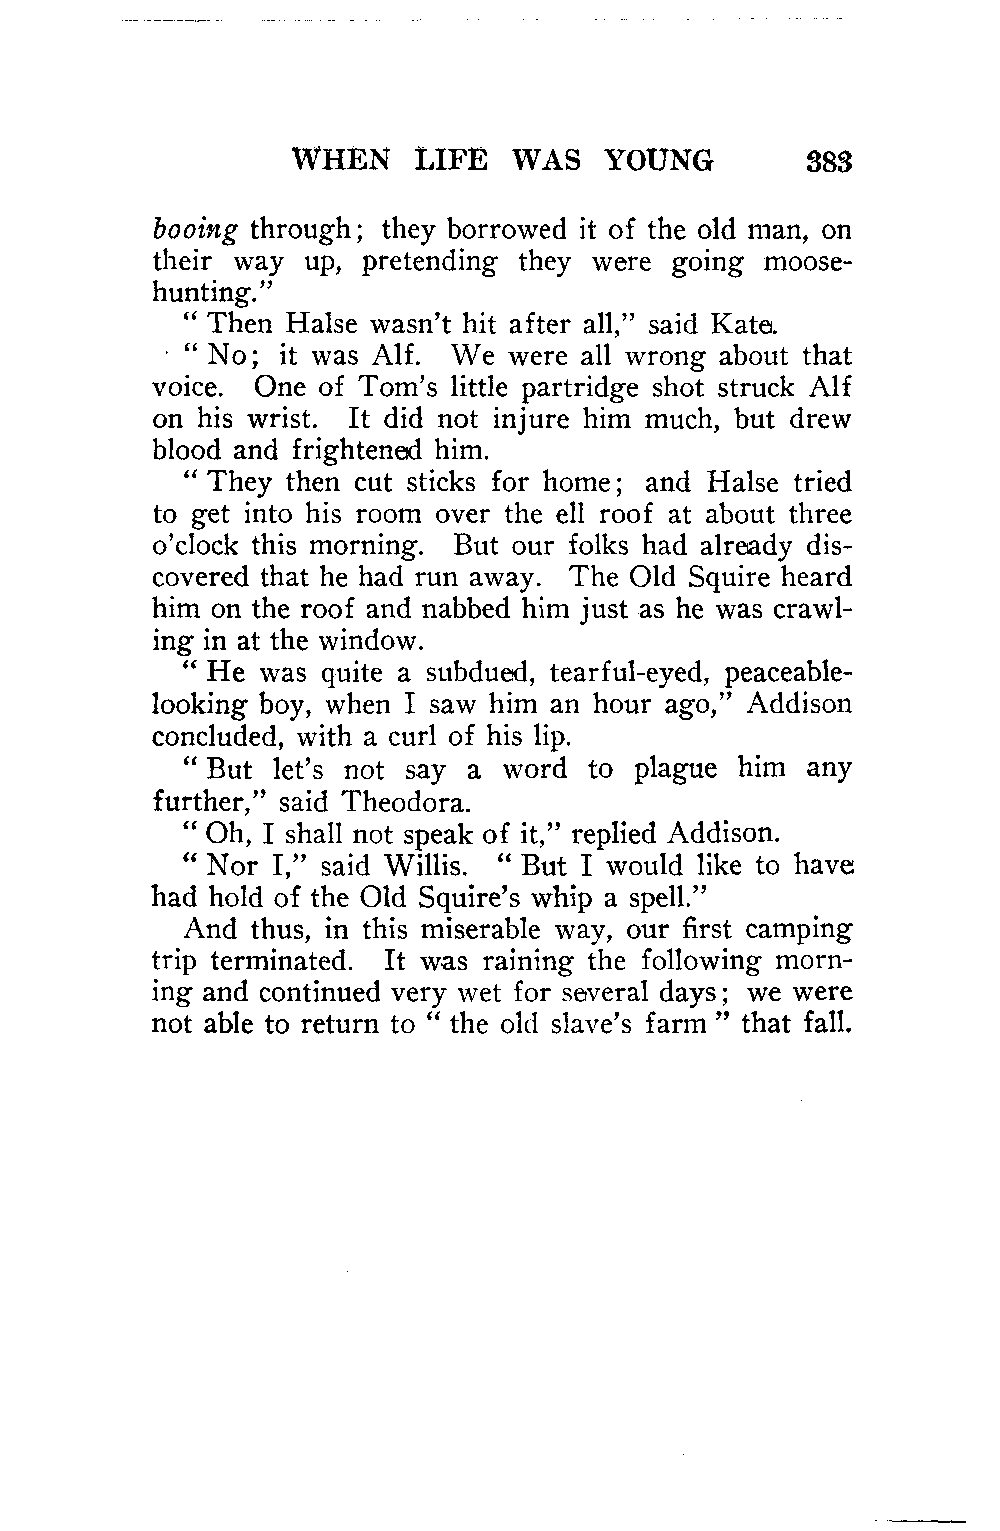 WHEN LIFE WAS YOUNG 383
booing through; they borrowed it of the old man, on
their way up, pretending they were going moose-
hunting."
" Then Halse wasn't hit after all," said Kate.
" No; it was Alf. We were all wrong about that
voice. One of Tom's little partridge shot struck Alf
on his wrist. It did not injure him much, but drew
blood and frightened him.
" They then cut sticks for home; and Halse tried
to get into his room over the ell roof at about three
o'clock this morning. But our folks had already dis-
covered that he had run away. The Old Squire heard
him on the roof and nabbed him just as he was crawl-
ing in at the window.
" He was quite a subdued, tearful-eyed, peaceable-
looking boy, when I saw him an hour ago," Addison
concluded, with a curl of his lip.
" But let's not say a word to plague him any
further," said Theodora.
" Oh, I shall not speak of it," replied Addison.
" Nor I," said Willis. " But I would like to have
had hold of the Old Squire's whip a spell."
And thus, in this miserable way, our first camping
trip terminated. It was raining the following morn-
ing and continued very wet for several days; we were
not able to return to " the old slave's farm " that fall.